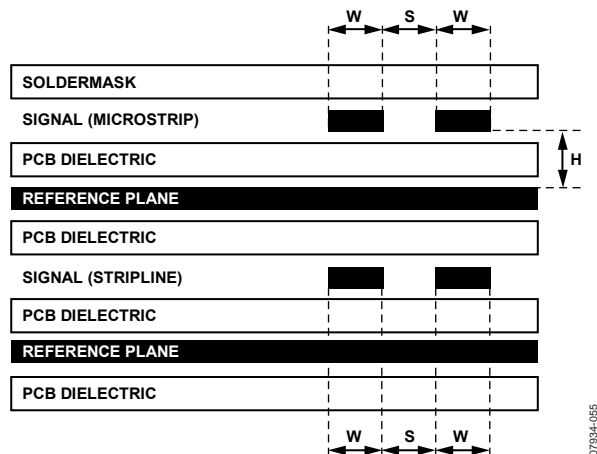 W S W
SOLDERMASK
SIGNAL (MICROSTRIP)
H
PCB DIELECTRIC
REFERENCE PLANE
PCB DIELECTRIC
SIGNAL (STRIPLINE)
PCB DIELECTRIC
REFERENCE PLANE
PCB DIELECTRIC
W S W
07934-055